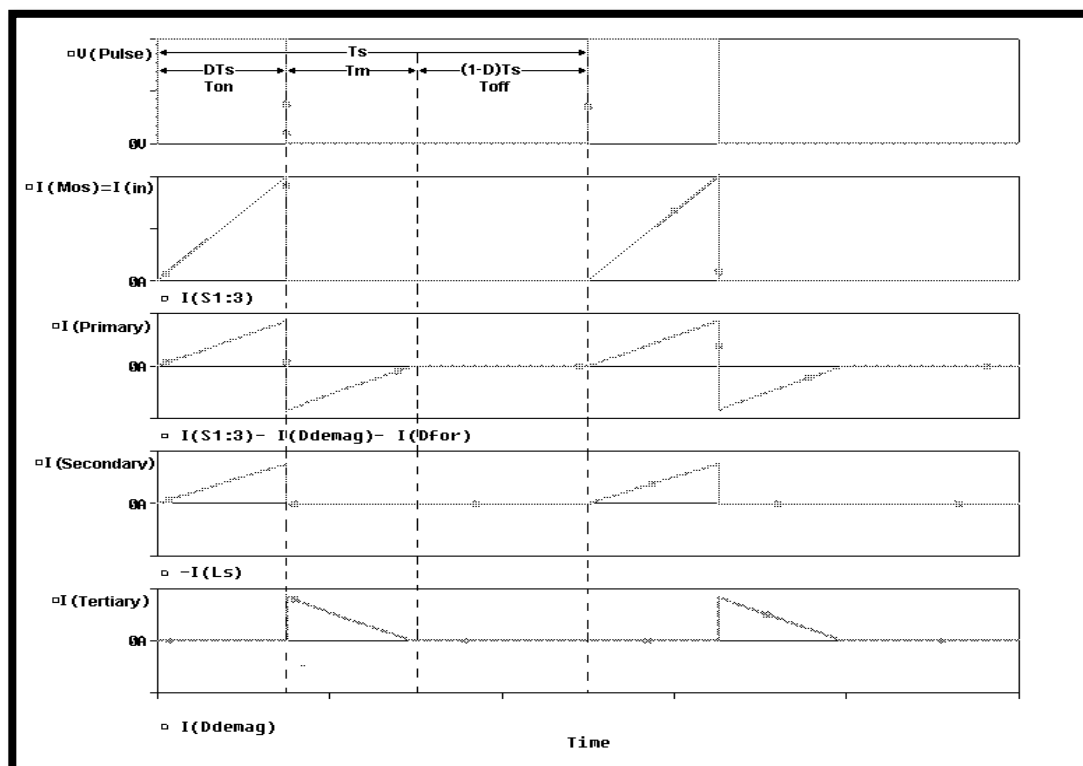 V(Pulse)
Ts
DTs Tm (1-D)Ts
Ton Toff
0V
I(Mos)=I(in)
0A
I(S1:3)
I(Primary)
0A
I(S1:3)- I(Ddemag)- I(Dfor)
I(Secondary)
0A
-I(Ls)
I(Tertiary)
0A
I(Ddemag)
Time